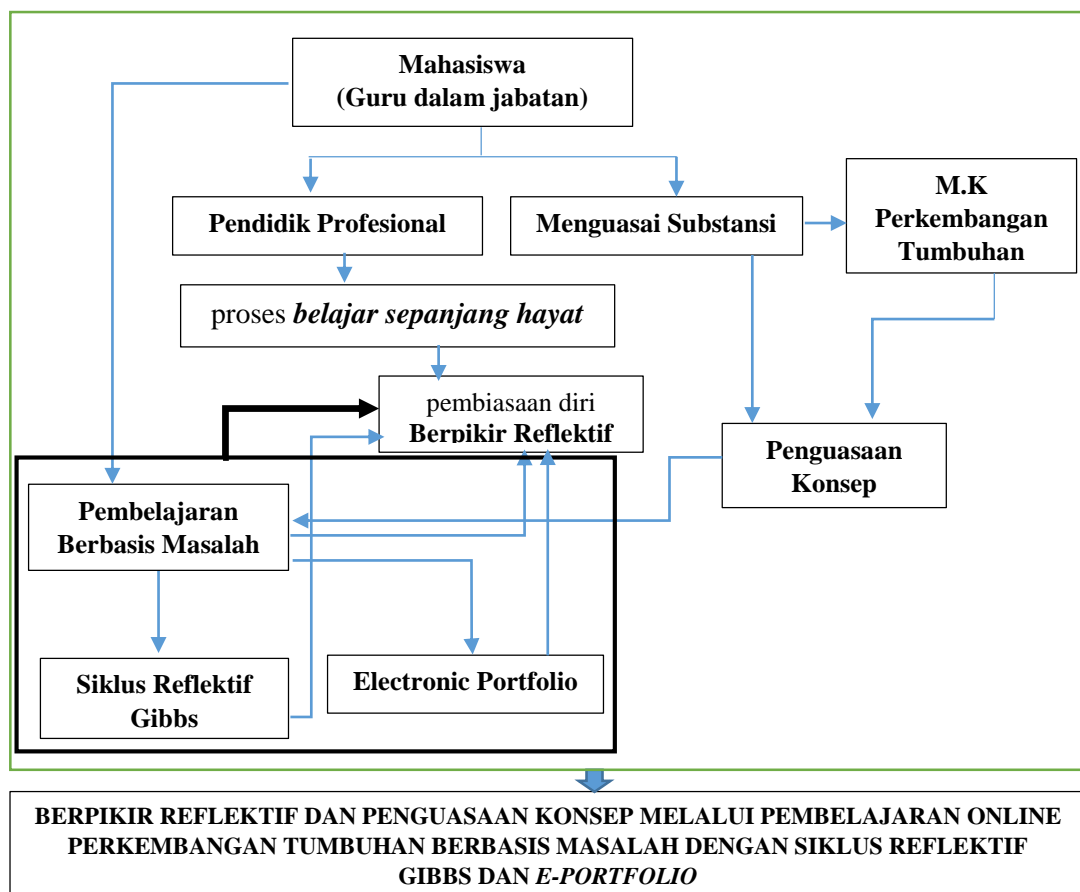 Mahasiswa
(Guru dalam jabatan)
Pendidik Profesional
Menguasai Substansi
M.K
Perkembangan
Tumbuhan
proses belajar sepanjang hayat
pembiasaan diri
Berpikir Reflektif
Penguasaan
Konsep
Pembelajaran
Berbasis Masalah
Siklus Reflektif
Gibbs
Electronic Portfolio
BERPIKIR REFLEKTIF DAN PENGUASAAN KONSEP MELALUI PEMBELAJARAN ONLINE
PERKEMBANGAN TUMBUHAN BERBASIS MASALAH DENGAN SIKLUS REFLEKTIF
GIBBS DAN E-PORTFOLIO